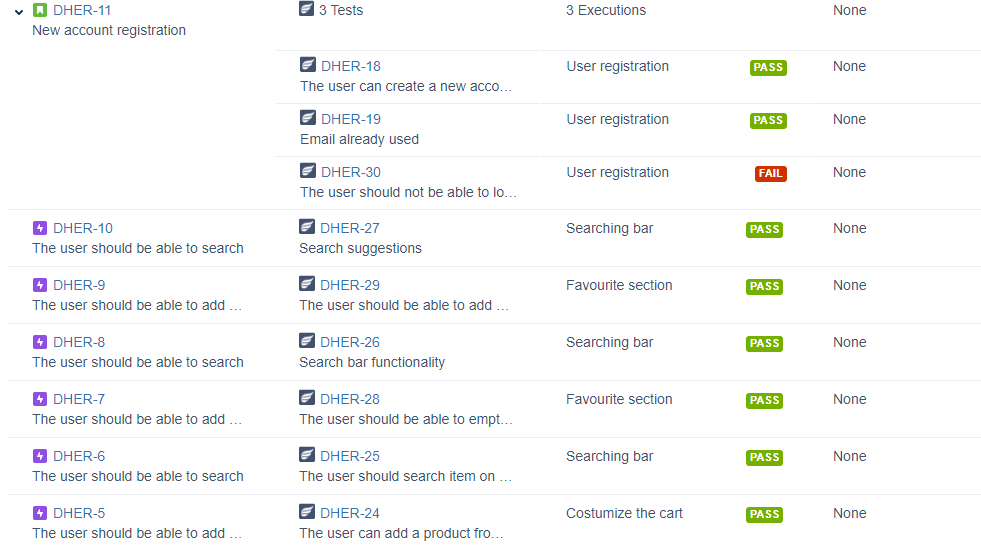 DHER-11 3 Tests 3 Executions None
New account registration
DHER-18 User registration PASS None
The user can create a new acco…
DHER-19 User registration PASS None
Email already used
DHER-30 User registration FAIL None
The user should not be able to lo…
DHER-10 DHER-27 Searching bar PASS None
The user should be able to search Search suggestions
DHER-9 DHER-29 Favourite section PASS None
The user should be able to add … The user should be able to add …
DHER-8 DHER-26 Searching bar PASS None
The user should be able to search Search bar functionality
DHER-7 DHER-28 Favourite section PASS None
The user should be able to add … The user should be able to empt…
DHER-6 DHER-25 Searching bar PASS None
The user should be able to search The user should search item on …
DHER-5 DHER-24 Costumize the cart PASS None
The user should be able to add … The user can add a product fro…